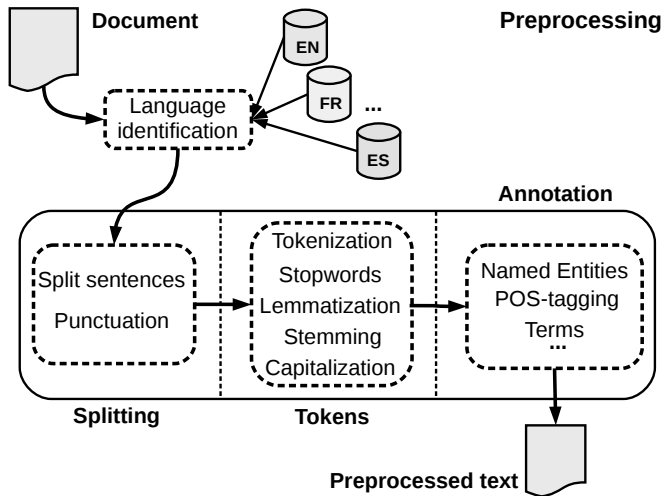 Document
Preprocessing
EN
Language
identification
FR
...
ES
Annotation
Split sentences
Punctuation
Tokenization
Stopwords
Lemmatization
Stemming
Capitalization
Named Entities
POS-tagging
Terms
...
Splitting
Tokens
Preprocessed text